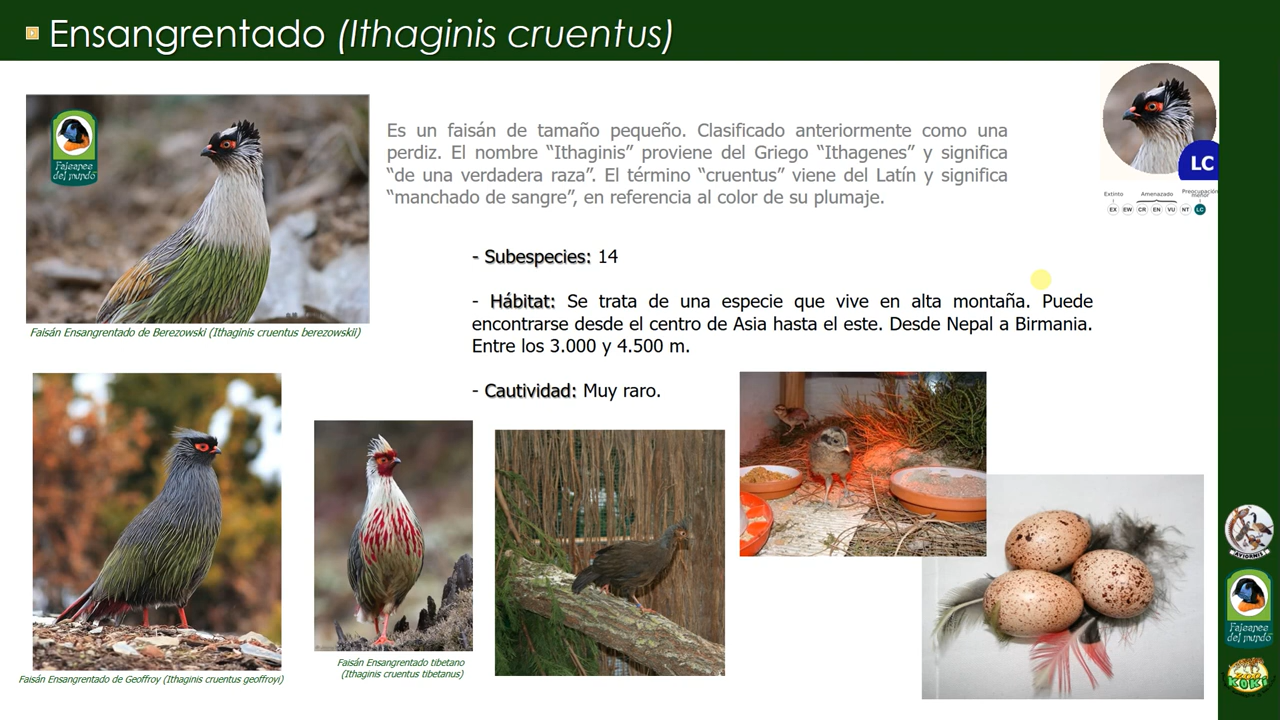 Ensangrentado (Ithaginis cruentus)
Faisanes
del mundo
Es un faisán de tamaño pequeño. Clasificado anteriormente como una
perdiz. El nombre “Ithaginis” proviene del Griego “Ithagenes” y significa
“de una verdadera raza”. El término “cruentus” viene del Latín y significa
“manchado de sangre”, en referencia al color de su plumaje.
LC
Extinto Amenazado Preocupación
menor
EX EW CR EN VU NT LC
- Subespecies: 14
- Hábitat: Se trata de una especie que vive en alta montaña. Puede
encontrarse desde el centro de Asia hasta el este. Desde Nepal a Birmania.
Entre los 3.000 y 4.500 m.
- Cautividad: Muy raro.
Faisán Ensangrentado de Berezowski (Ithaginis cruentus berezowskii)
Faisán Ensangrentado de Geoffroy (Ithaginis cruentus geoffroyi)
Faisán Ensangrentado tibetano
(Ithaginis cruentus tibetanus)
AVIORNIS
Faisanes
del mundo
KOKI